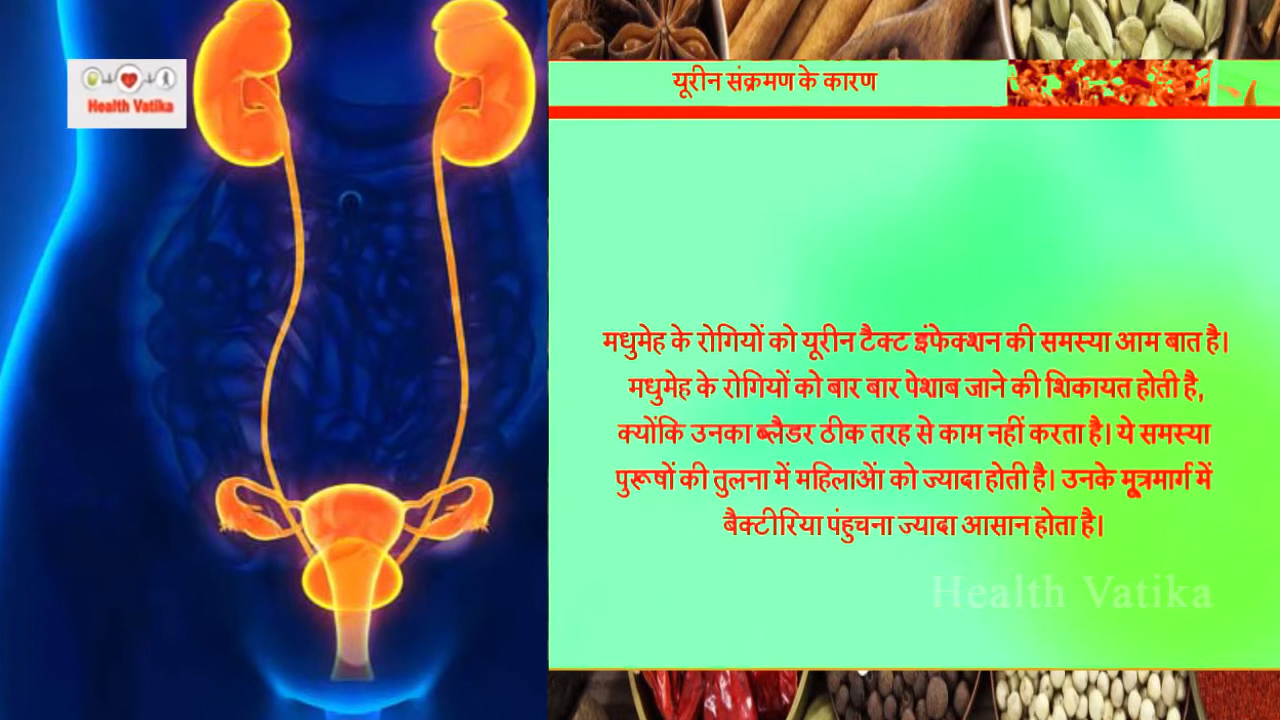 Health Vatika
यूरीन संक्रमण के कारण
मधुमेह के रोगियों को यूरीन टैक्ट इंफेक्शन की समस्या आम बात है।
मधुमेह के रोगियों को बार बार पेशाब जाने की शिकायत होती है,
क्योंकि उनका ब्लैडर ठीक तरह से काम नहीं करता है। ये समस्या
पुरूषों की तुलना में महिलाओं को ज्यादा होती है। उनके मूत्रमार्ग में
बैक्टीरिया पंहुचना ज्यादा आसान होता है।
Health Vatika